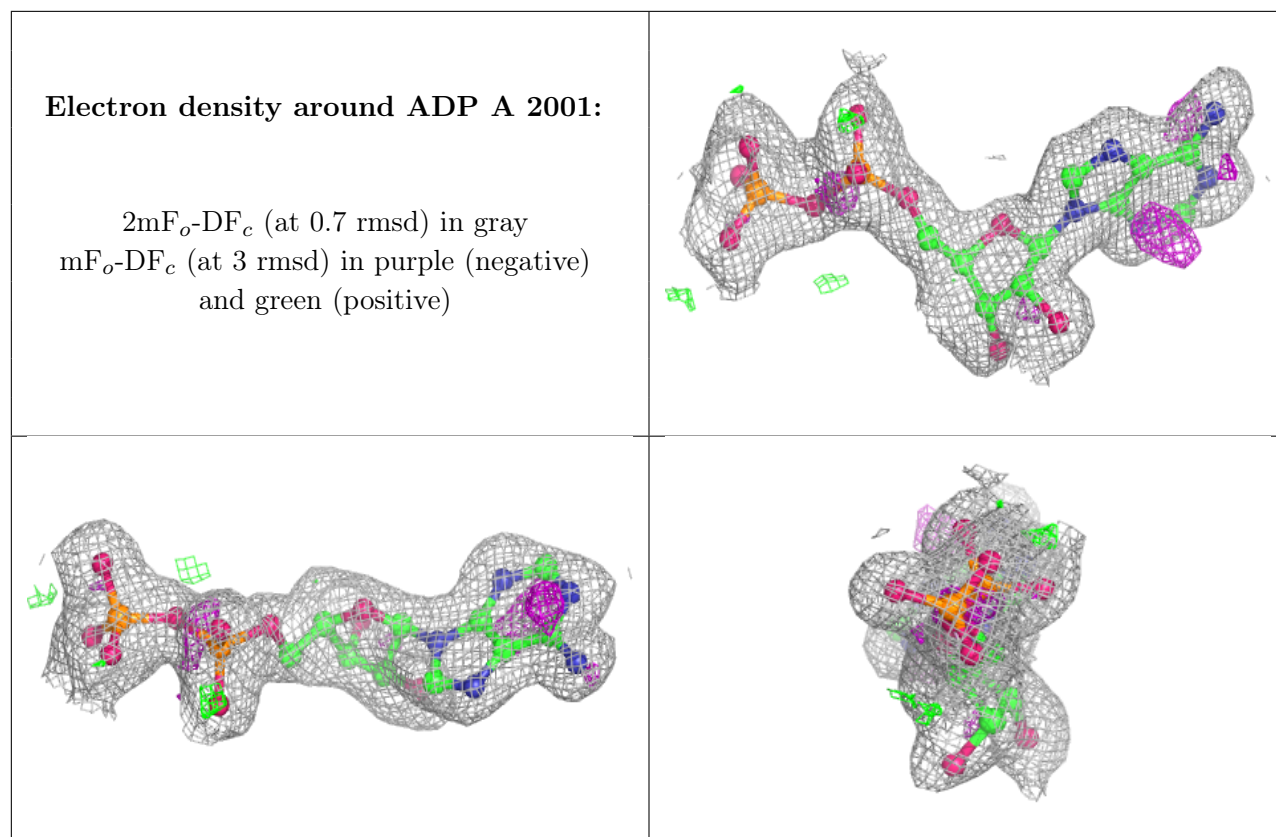 Electron density around ADP A 2001:
2mFo-DFc (at 0.7 rmsd) in gray
mFo-DFc (at 3 rmsd) in purple (negative)
and green (positive)